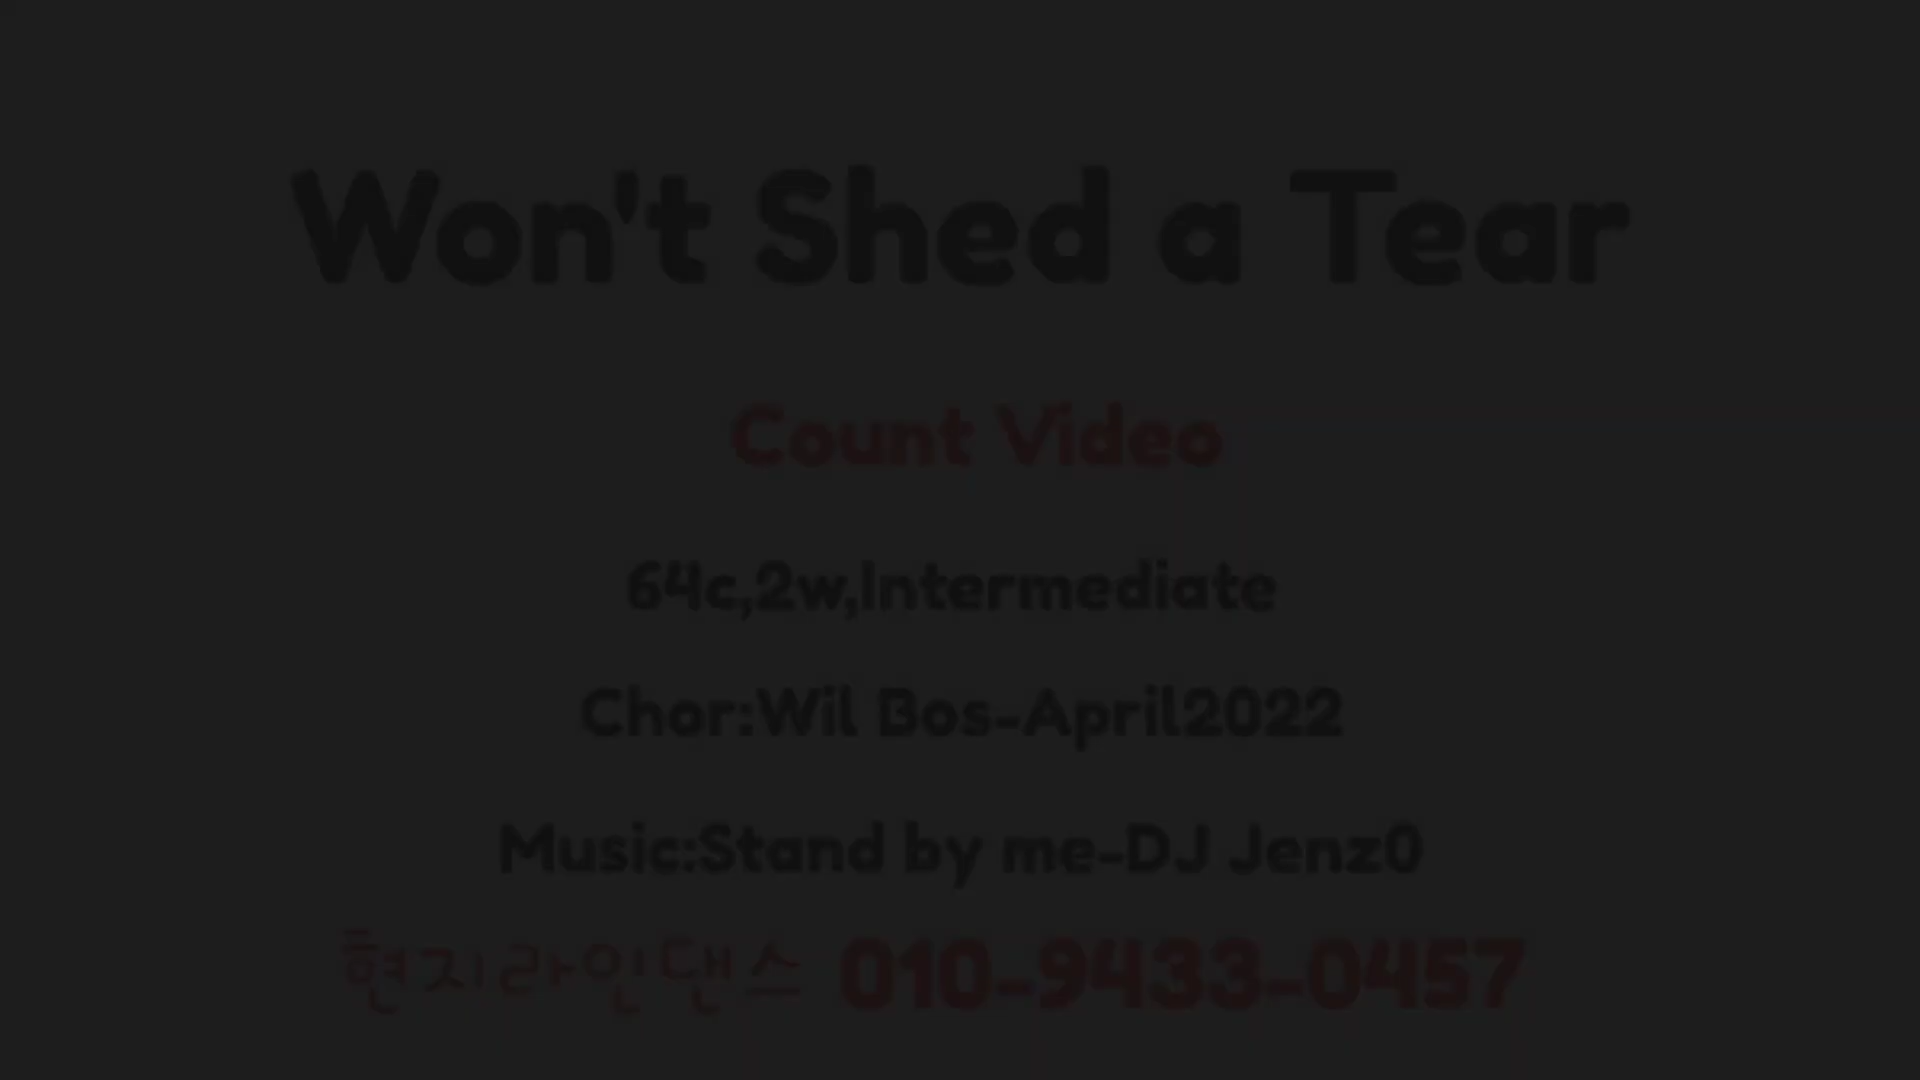 Won't Shed a Tear
Count Video
64c,2w,Intermediate
Chor:Wil Bos-April2022
Music:Stand by me-DJ Jenz0
현지라인댄스 010-9433-0457